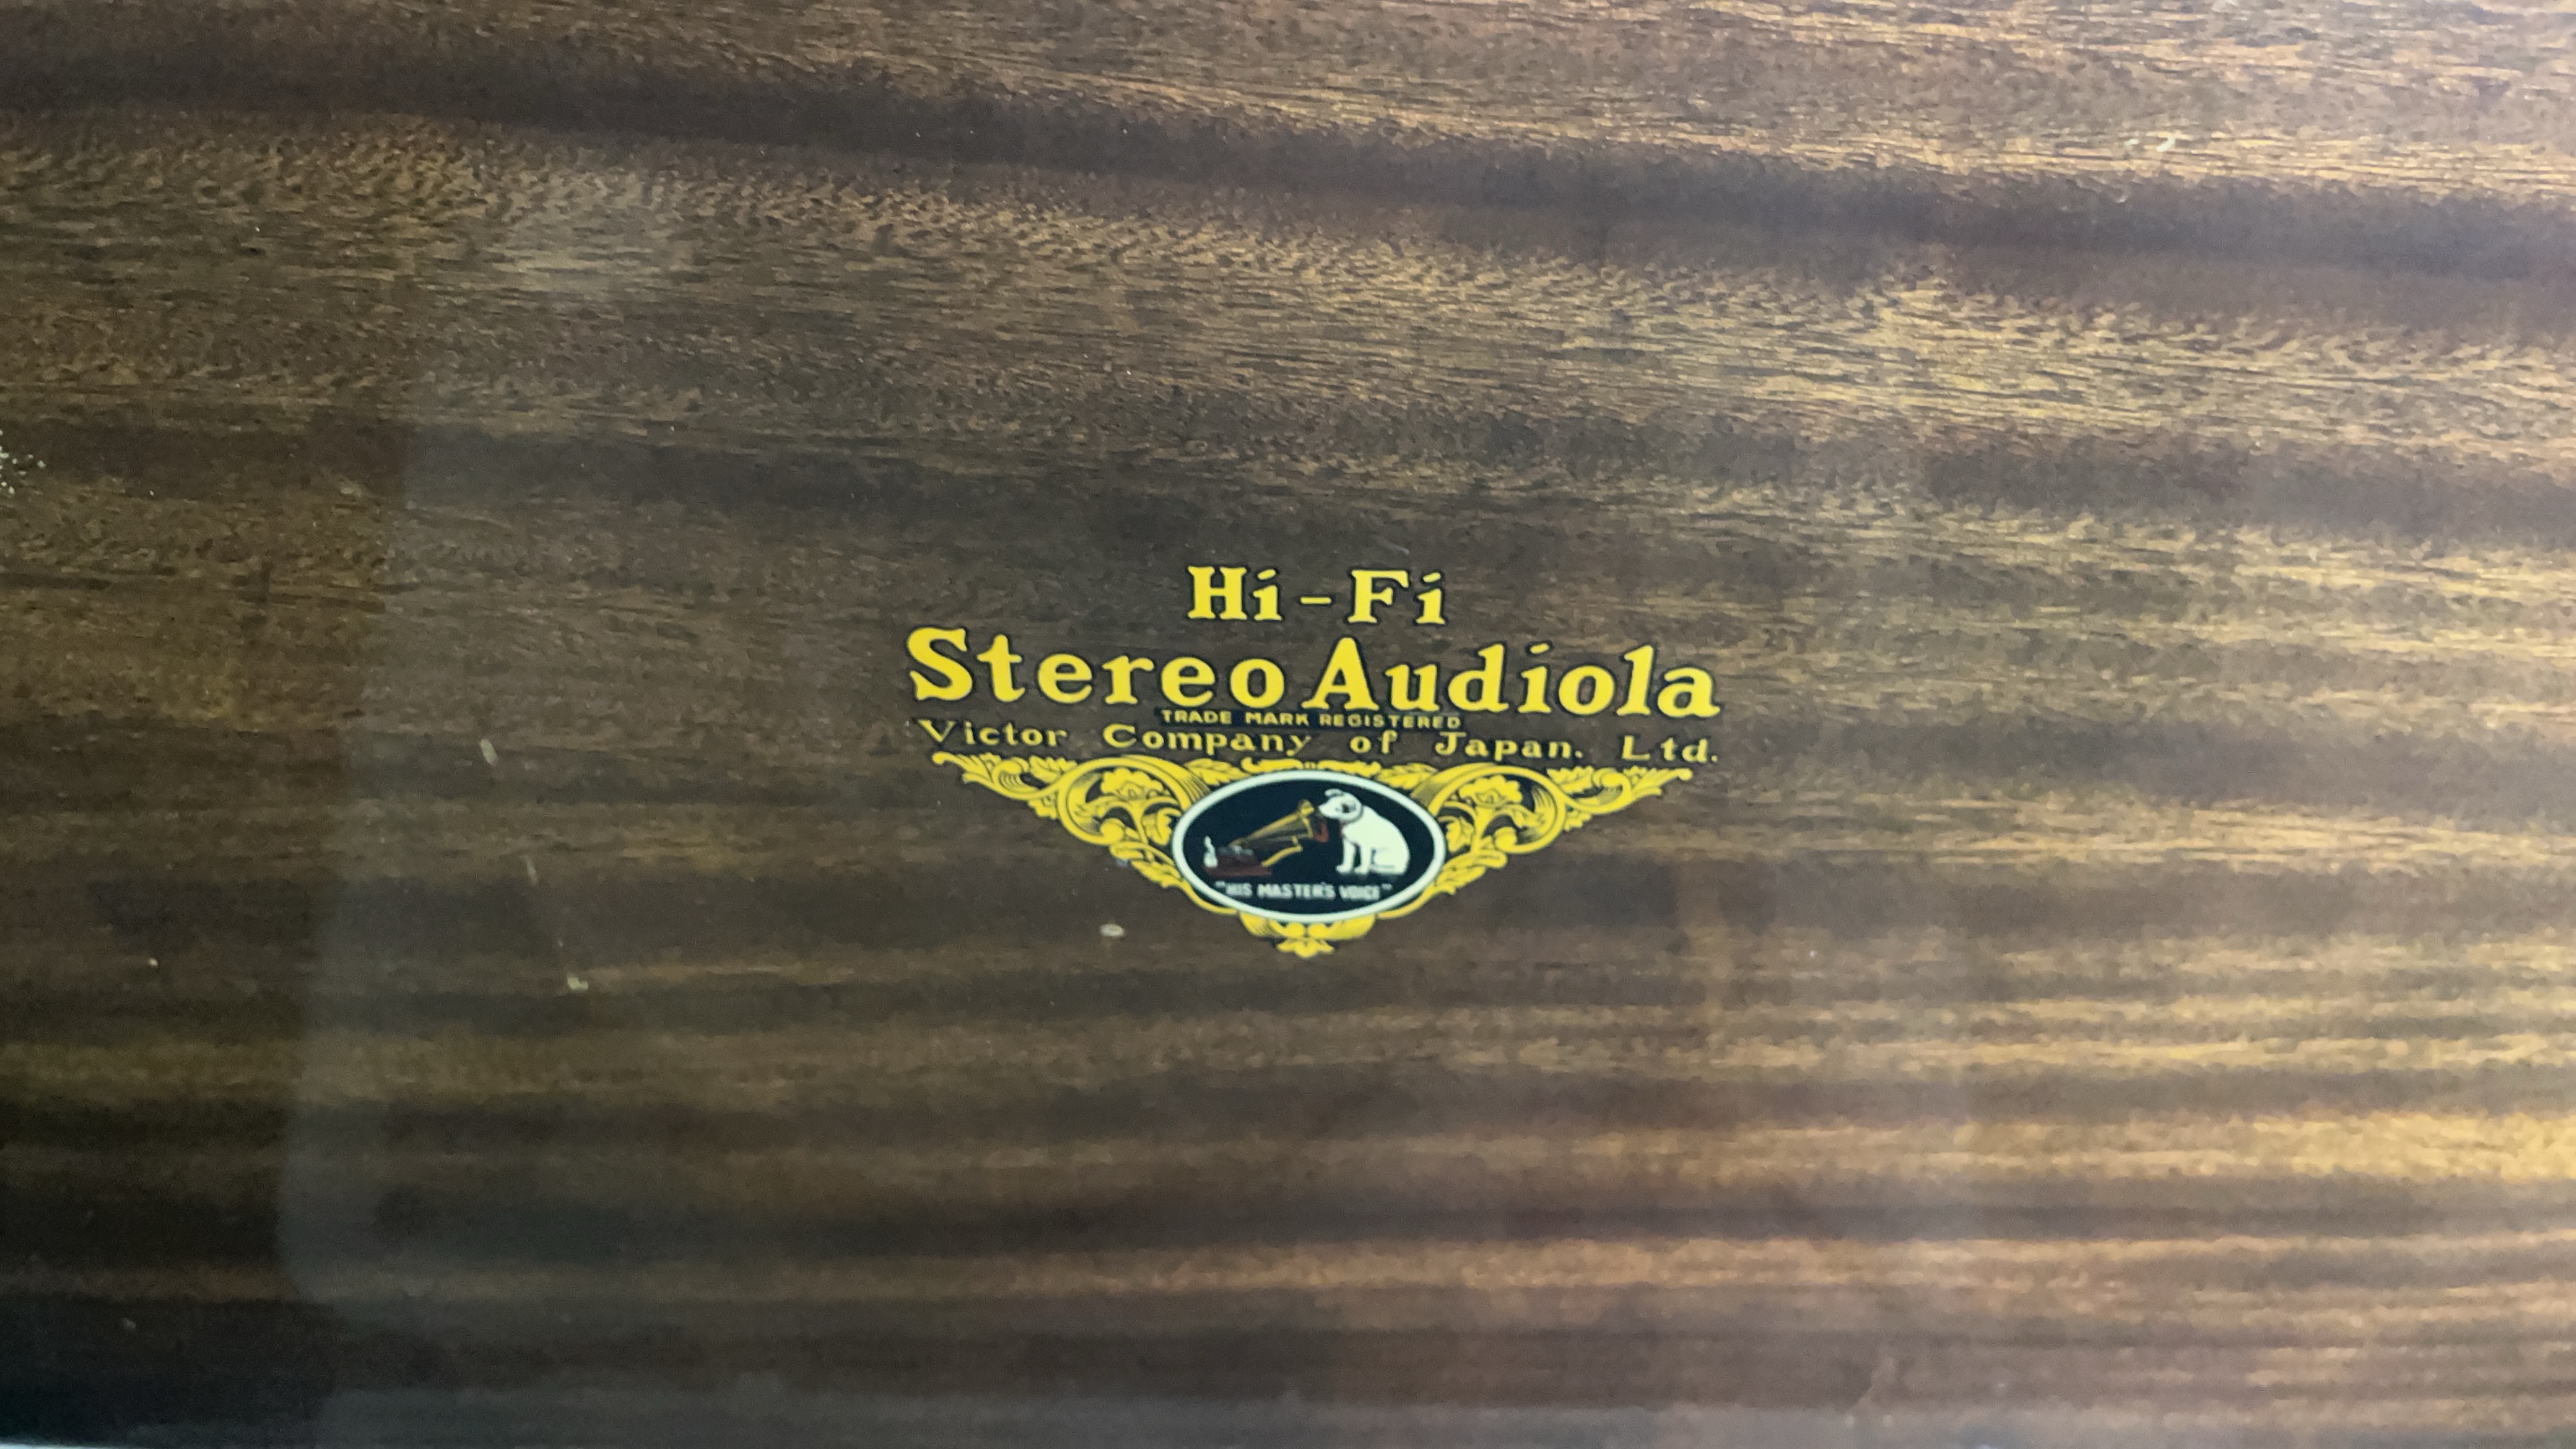 Hi-Fi
Stereo Audiola
TRADE MARK REGISTERED
Victor Company of Japan. Ltd.
"HIS MASTER'S VOICE"